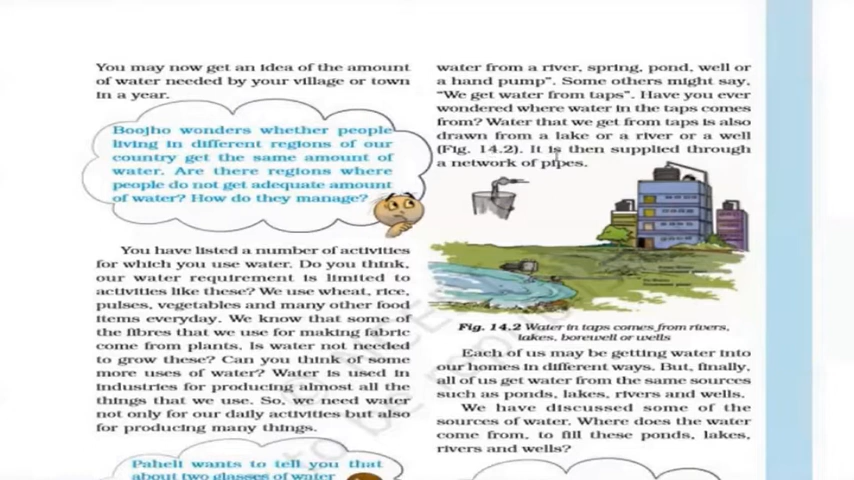 You may now get an idea of the amount
of water needed by your village or town
in a year.
Boojho wonders whether people
living in different regions of our
country get the same amount of
water. Are there regions where
people do not get adequate amount
of water? How do they manage?
You have listed a number of activities
for which you use water. Do you think,
our water requirement is limited to
activities like these? We use wheat, rice,
pulses, vegetables and many other food
items everyday. We know that some of
the fibres that we use for making fabric
come from plants. Is water not needed
to grow these? Can you think of some
more uses of water? Water is used in
industries for producing almost all the
things that we use. So, we need water
not only for our daily activities but also
for producing many things.
Paheli wants to tell you that
about two glasses of water
water from a river, spring, pond, well or
a hand pump”. Some others might say,
“We get water from taps”. Have you ever
wondered where water in the taps comes
from? Water that we get from taps is also
drawn from a lake or a river or a well
(Fig. 14.2). It is then supplied through
a network of pipes.
Fig. 14.2 Water in taps comes from rivers,
lakes, borewell or wells
Each of us may be getting water into
our homes in different ways. But, finally,
all of us get water from the same sources
such as ponds, lakes, rivers and wells.
We have discussed some of the
sources of water. Where does the water
come from, to fill these ponds, lakes,
rivers and wells?
to be